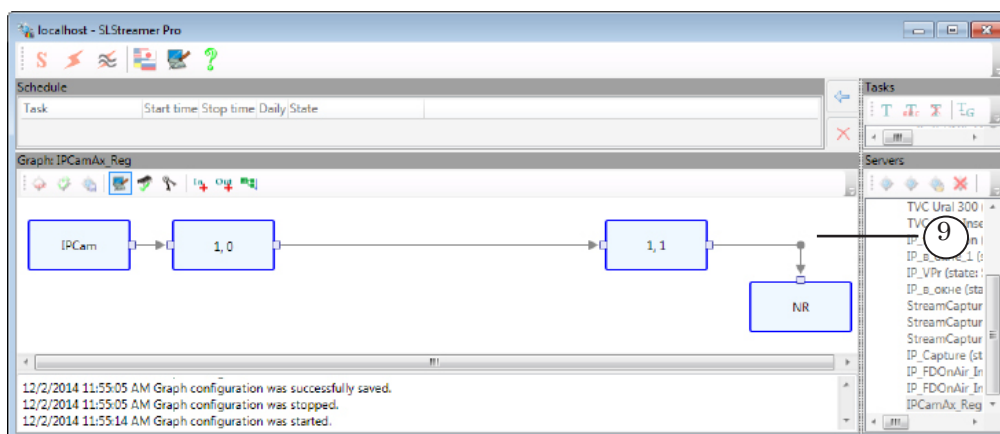 localhost - SLStreamer Pro
Schedule
Task Start time Stop time Daily State
Tasks
Graph: IPCamAx_Reg
Servers
IPCam
1, 0
1, 1
NR
9
TVC Ural 300
TVC
IP_
IP_VPr (state:
IP_в_окне (sta
StreamCaptur
StreamCaptur
StreamCaptur
IP_Capture (st
IP_FDOnAir_In
IP_FDOnAir_In
IPCamAx_Reg
12/2/2014 11:55:05 AM Graph configuration was successfully saved.
12/2/2014 11:55:05 AM Graph configuration was stopped.
12/2/2014 11:55:14 AM Graph configuration was started.